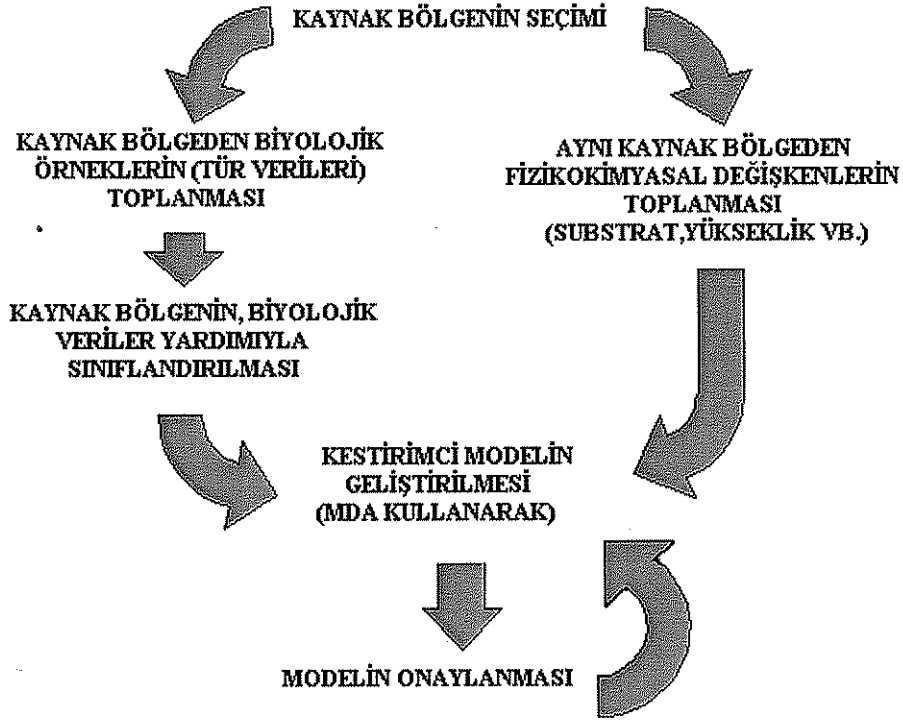 KAYNAK BÖLGENİN SEÇİMİ
KAYNAK BÖLGEDEN BİYOLOJİK
ÖRNEKLERİN (TÜR VERİLERİ)
TOPLANMASI
AYNI KAYNAK BÖLGEDEN
FİZİKOKİMYASAL DEĞİŞKENLERİN
TOPLANMASI
(SUBSTRAT,YÜKSEKLİK VB.)
KAYNAK BÖLGENİN, BİYOLOJİK
VERİLER YARDIMIYLA
SINIFLANDIRILMASI
KESTİRİMCİ MODELİN
GELİŞTİRİLMESİ
(MDA KULLANARAK)
MODELİN ONAYLANMASI